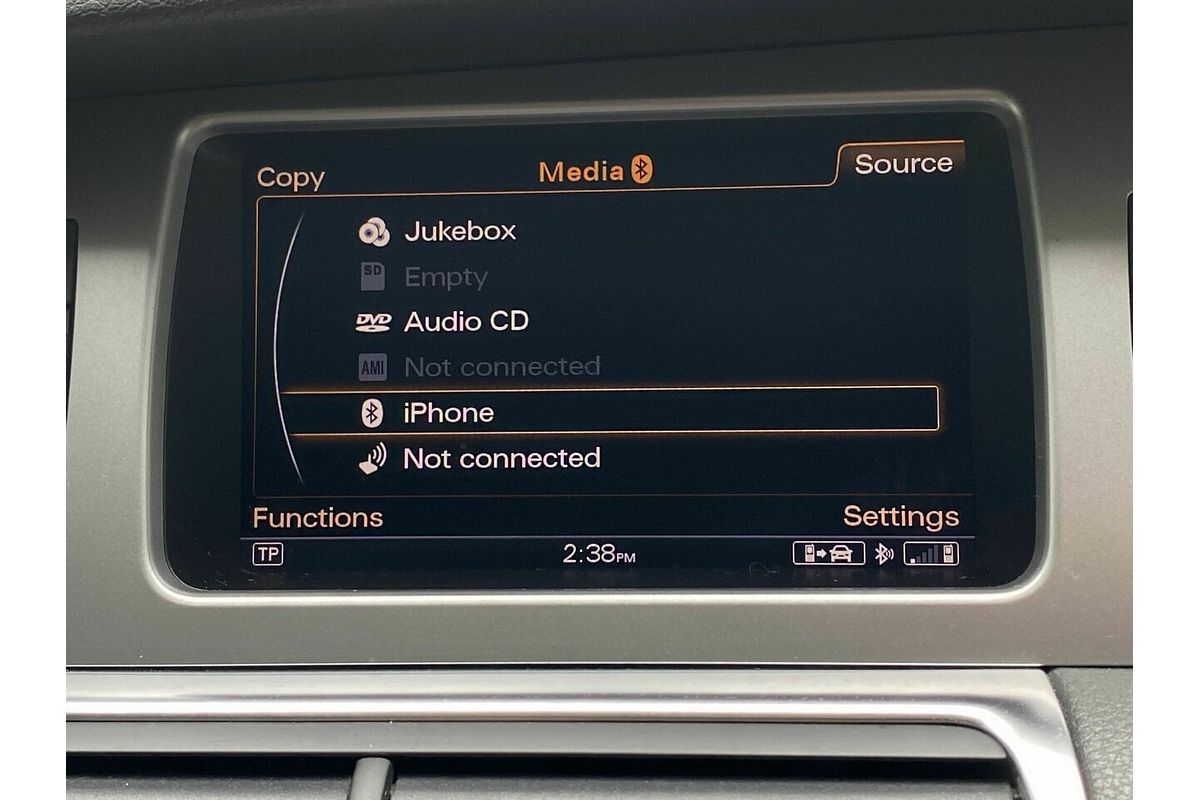 Copy Media Source
Jukebox
SD Empty
DVD Audio CD
AMI Not connected
iPhone
Not connected
Functions Settings
TP 2:38PM